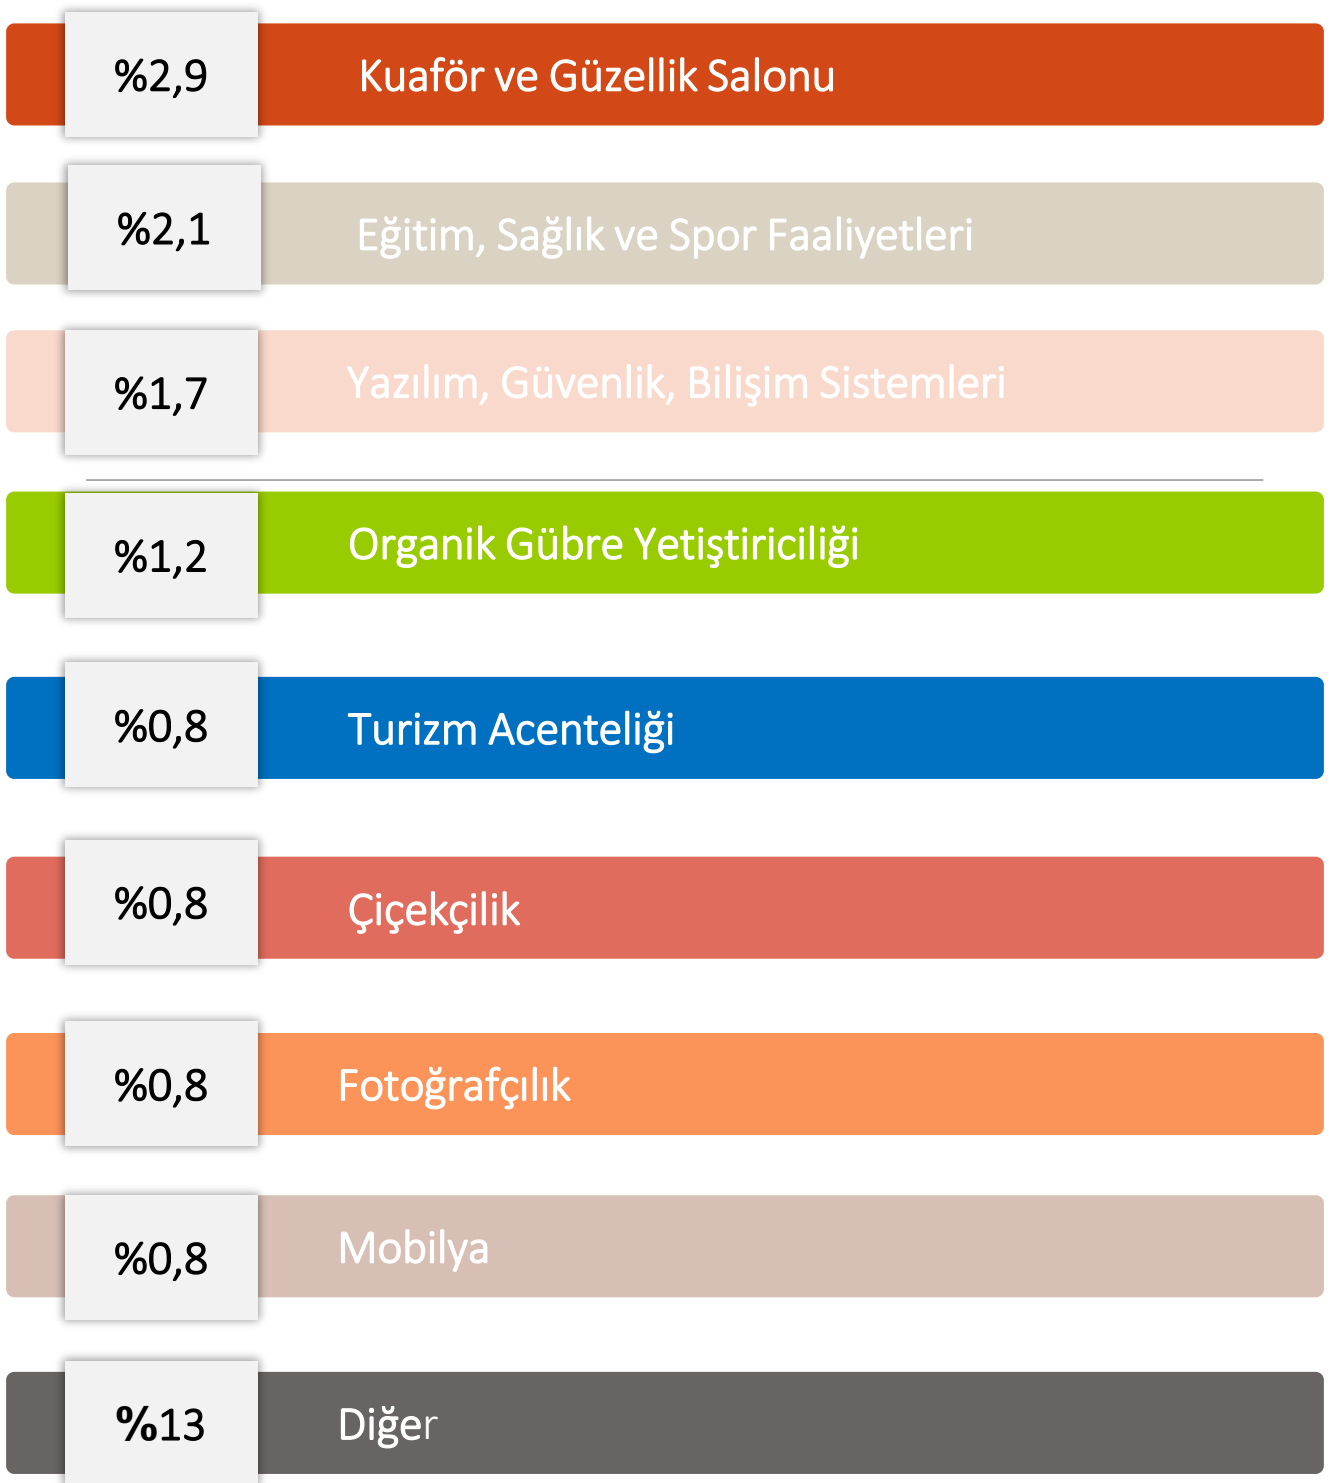 %2,9 Kuaför ve Güzellik Salonu
%2,1 Eğitim, Sağlık ve Spor Faaliyetleri
%1,7 Yazılım, Güvenlik, Bilişim Sistemleri
%1,2 Organik Gübre Yetiştiriciliği
%0,8 Turizm Acenteliği
%0,8 Çiçekçilik
%0,8 Fotoğrafçılık
%0,8 Mobilya
%13 Diğer